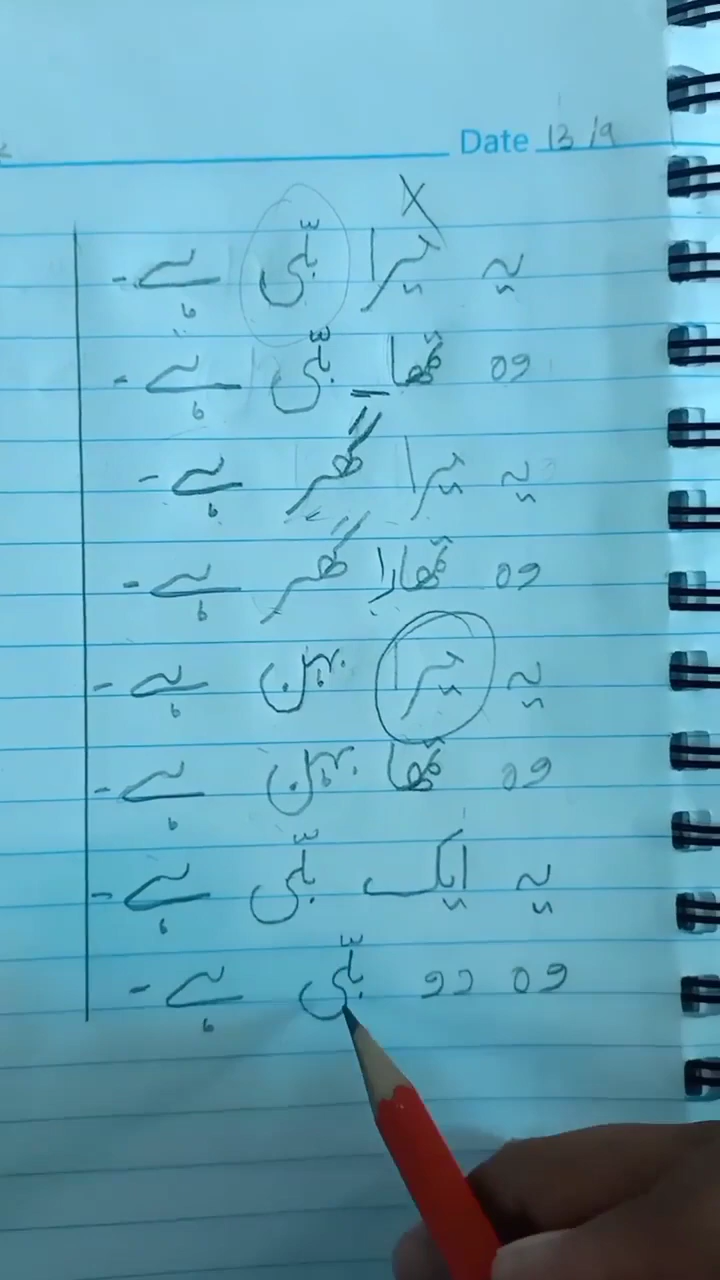 Date 13/9
X
یہ میرا بلّی ہے۔
وہ تمھا بلّی ہے۔
یہ میرا گھر ہے۔
وہ تمھارا گھر ہے۔
یہ میرا بہن ہے۔
وہ تمھا بہن ہے۔
یہ ایک بلّی ہے۔
وہ دو بلّی ہے۔